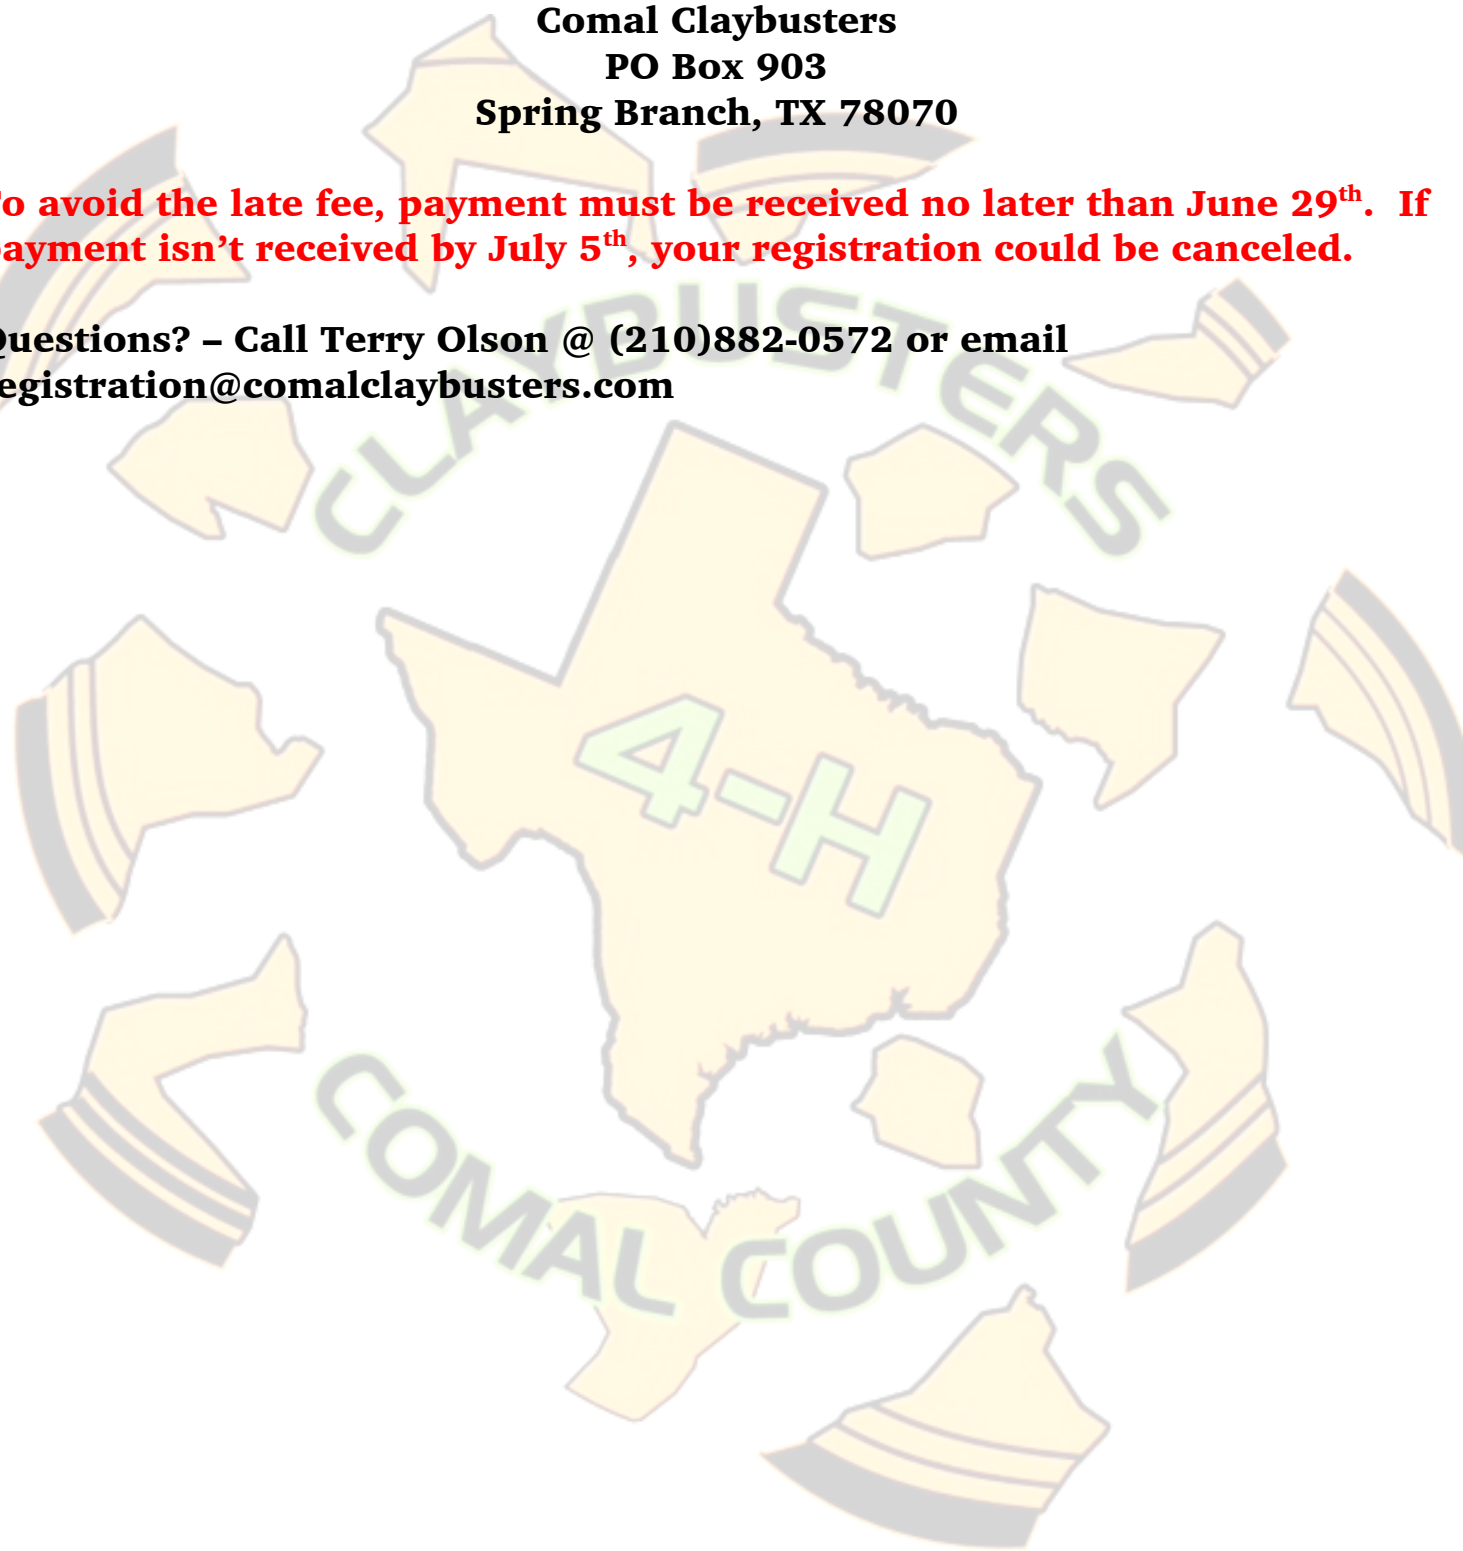 Comal Claybusters
PO Box 903
Spring Branch, TX 78070
o avoid the late fee, payment must be received no later than June 29th. If
ayment isn’t received by July 5th, your registration could be canceled.
Questions? – Call Terry Olson @ (210)882-0572 or email
egistration@comalclaybusters.com
CLAYBUSTERS
4-H
COMAL COUNTY